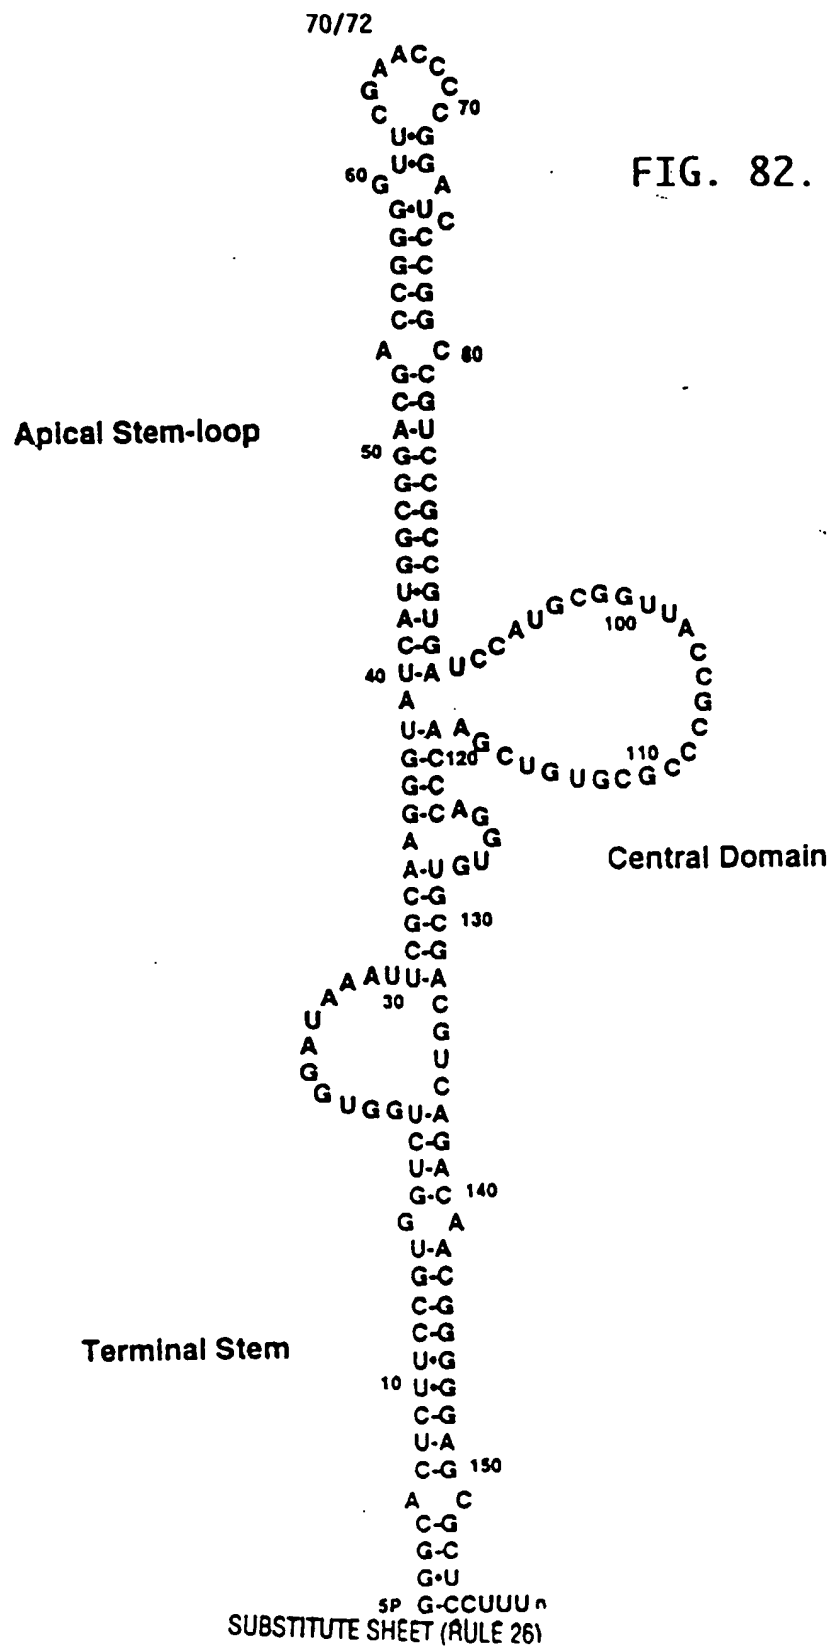 70/72
A A C C
G C
C C 70
U•G
FIG. 82.
U•G
60 G A
G•U C
G-C
G-C
C-G
C-G
A C 80
G-C
C-G
Apical Stem-loop
A-U
50 G-C
G-C
C-G
G-C
G-C
U•G
A-U
C-G
40 U-A U C C A U G C G G U U A C C G C C C G C G U G U C G A
100
110
A
U-A
G-C 120
G-C
G-C A G G U G
A
Central Domain
A-U
C-G
G-C 130
C-G
U A A A U U-A
30 C
A G
G U
G C
U G G U-A
C-G
U-A
G-C 140
G A
U-A
G-C
C-G
C-G
Terminal Stem
U•G
10 U•G
C-G
U-A
C-G 150
A C
C-G
G-C
G•U
5P G-CCUUU n
SUBSTITUTE SHEET (RULE 26)